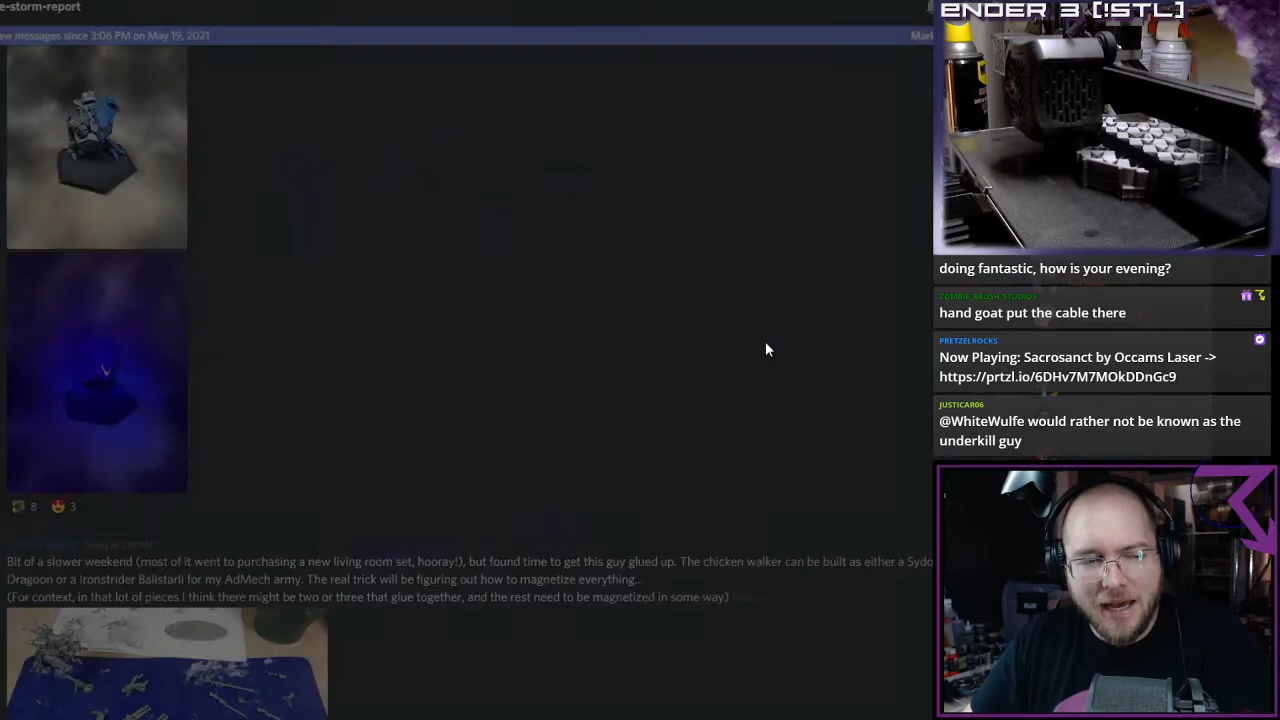 e-storm-report
ew messages since 3:06 PM on May 19, 2021
Mark
8
3
Bit of a slower weekend (most of it went to purchasing a new living room set, hooray!), but found time to get this guy glued up. The chicken walker can be built as either a Sydo
Dragoon or a Ironstrider Balistarii for my AdMech army. The real trick will be figuring out how to magnetize everything...
(For context, in that lot of pieces I think there might be two or three that glue together, and the rest need to be magnetized in some way)
ENDER 3 [!STL]
doing fantastic, how is your evening?
ZOMBIE BRUSH STUDIOS
hand goat put the cable there
PRETZELROCKS
Now Playing: Sacrosanct by Occams Laser ->
https://prtzl.io/6DHv7M7MOkDDnGc9
JUSTICAR06
@WhiteWulfe would rather not be known as the
underkill guy